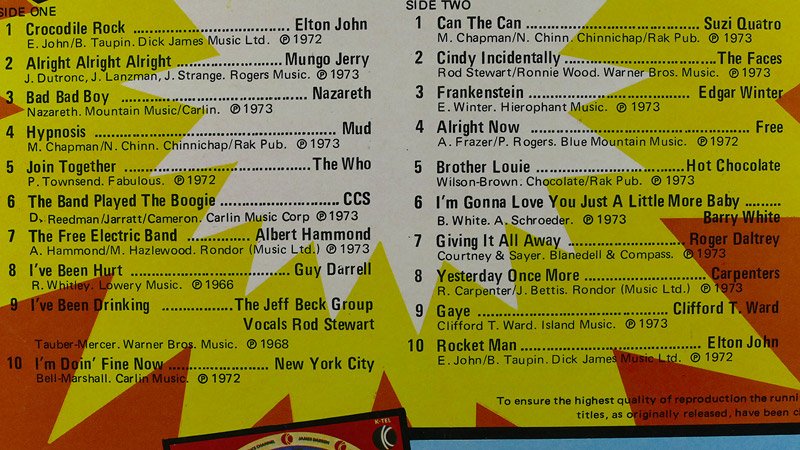 SIDE ONE
1 Crocodile Rock ........ Elton John
E. John/B. Taupin. Dick James Music Ltd. ℗ 1972
2 Alright Alright Alright ........ Mungo Jerry
J. Dutronc, J. Lanzman, J. Strange. Rogers Music. ℗ 1973
3 Bad Bad Boy ........ Nazareth
Nazareth. Mountain Music/Carlin. ℗ 1973
4 Hypnosis ........ Mud
M. Chapman/N. Chinn. Chinnichap/Rak Pub. ℗ 1973
5 Join Together ........ The Who
P. Townsend. Fabulous. ℗ 1972
6 The Band Played The Boogie ........ CCS
D. Reedman/Jarratt/Cameron. Carlin Music Corp ℗ 1973
7 The Free Electric Band ........ Albert Hammond
A. Hammond/M. Hazlewood. Rondor (Music Ltd.) ℗ 1973
8 I've Been Hurt ........ Guy Darrell
R. Whitley. Lowery Music. ℗ 1966
9 I've Been Drinking ........ The Jeff Beck Group
Vocals Rod Stewart
Tauber-Mercer. Warner Bros. Music. ℗ 1968
10 I'm Doin' Fine Now ........ New York City
Bell-Marshall. Carlin Music. ℗ 1972
SIDE TWO
1 Can The Can ........ Suzi Quatro
M. Chapman/N. Chinn. Chinnichap/Rak Pub. ℗ 1973
2 Cindy Incidentally ........ The Faces
Rod Stewart/Ronnie Wood. Warner Bros. Music. ℗ 1973
3 Frankenstein ........ Edgar Winter
E. Winter. Hierophant Music. ℗ 1973
4 Alright Now ........ Free
A. Frazer/P. Rogers. Blue Mountain Music. ℗ 1972
5 Brother Louie ........ Hot Chocolate
Wilson-Brown. Chocolate/Rak Pub. ℗ 1973
6 I'm Gonna Love You Just A Little More Baby ........
B. White. A. Schroeder. ℗ 1973 Barry White
7 Giving It All Away ........ Roger Daltrey
Courtney & Sayer. Blanedell & Compass. ℗ 1973
8 Yesterday Once More ........ Carpenters
R. Carpenter/J. Bettis. Rondor (Music Ltd.) ℗ 1973
9 Gaye ........ Clifford T. Ward
Clifford T. Ward. Island Music. ℗ 1973
10 Rocket Man ........ Elton John
E. John/B. Taupin. Dick James Music Ltd. ℗ 1972
To ensure the highest quality of reproduction the runni
titles, as originally released, have been c
K-TEL
JAMES DARREN